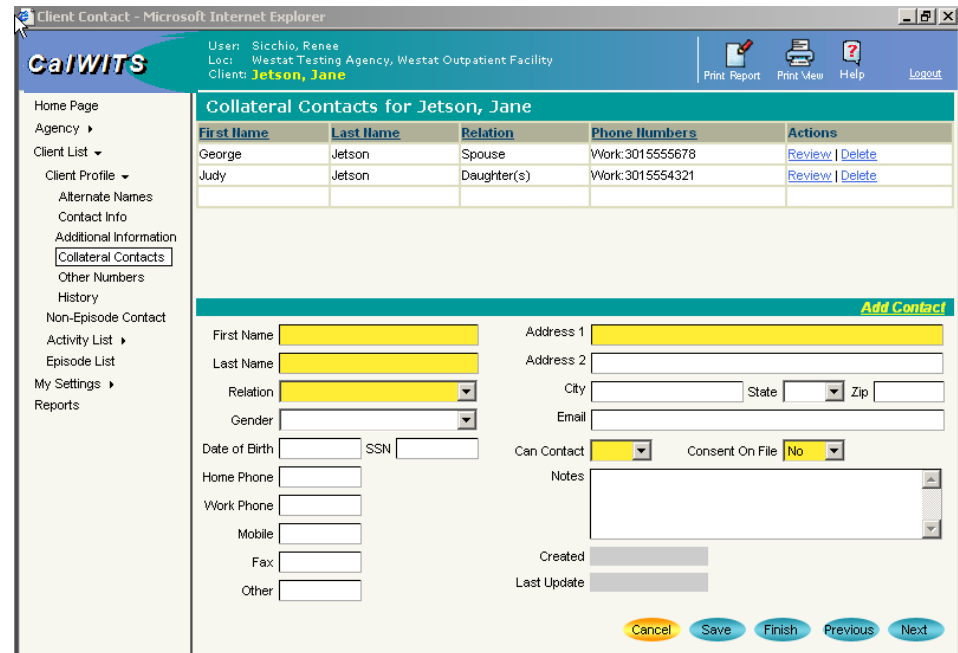 Client Contact - Microsoft Internet Explorer
CalWITS
User: Sicchio, Renee
Loc: Westat Testing Agency, Westat Outpatient Facility
Client: Jetson, Jane
Print Report Print View Help Logout
Home Page
Agency
Client List
Client Profile
Alternate Names
Contact Info
Additional Information
Collateral Contacts
Other Numbers
History
Non-Episode Contact
Activity List
Episode List
My Settings
Reports
Collateral Contacts for Jetson, Jane
First Name Last Name Relation Phone Numbers Actions
George Jetson Spouse Work:3015555678 Review | Delete
Judy Jetson Daughter(s) Work:3015554321 Review | Delete
Add Contact
First Name
Last Name
Relation
Gender
Date of Birth SSN
Home Phone
Work Phone
Mobile
Fax
Other
Address 1
Address 2
City State Zip
Email
Can Contact Consent On File No
Notes
Created
Last Update
Cancel Save Finish Previous Next